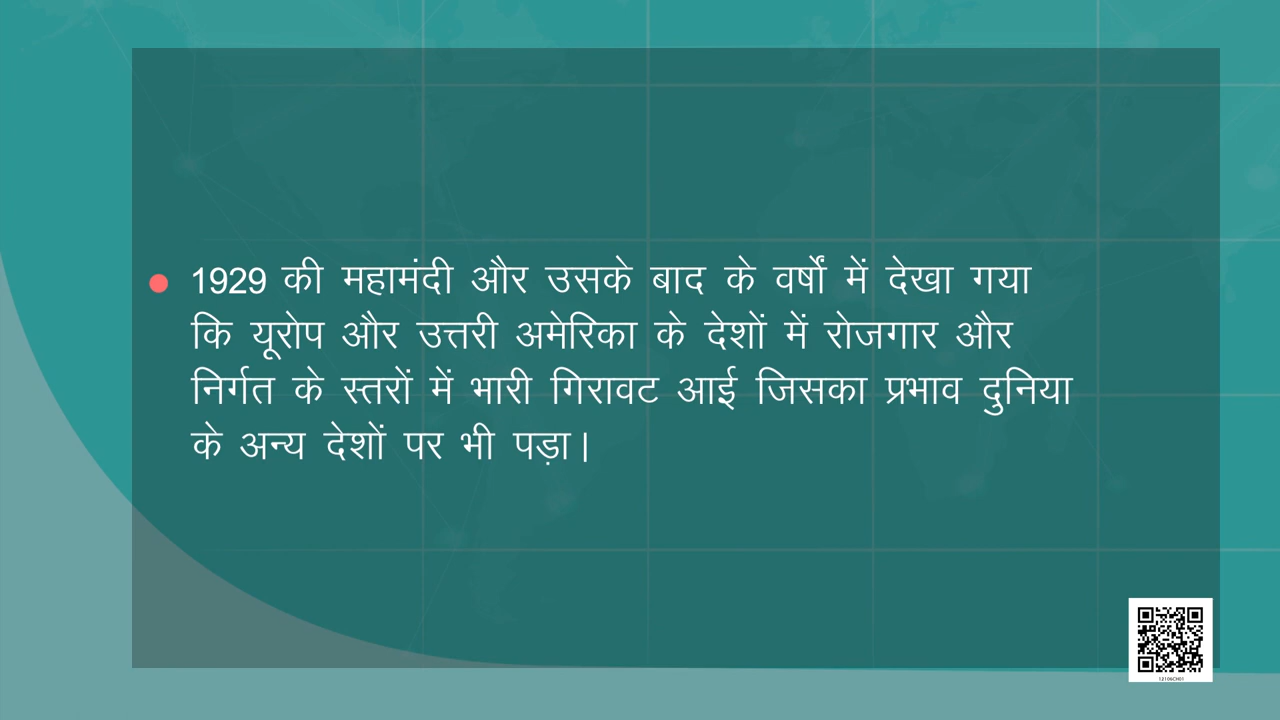 1929 की महामंदी और उसके बाद के वर्षों में देखा गया
कि यूरोप और उत्तरी अमेरिका के देशों में रोजगार और
निर्गत के स्तरों में भारी गिरावट आई जिसका प्रभाव दुनिया
के अन्य देशों पर भी पड़ा।
12106CH01